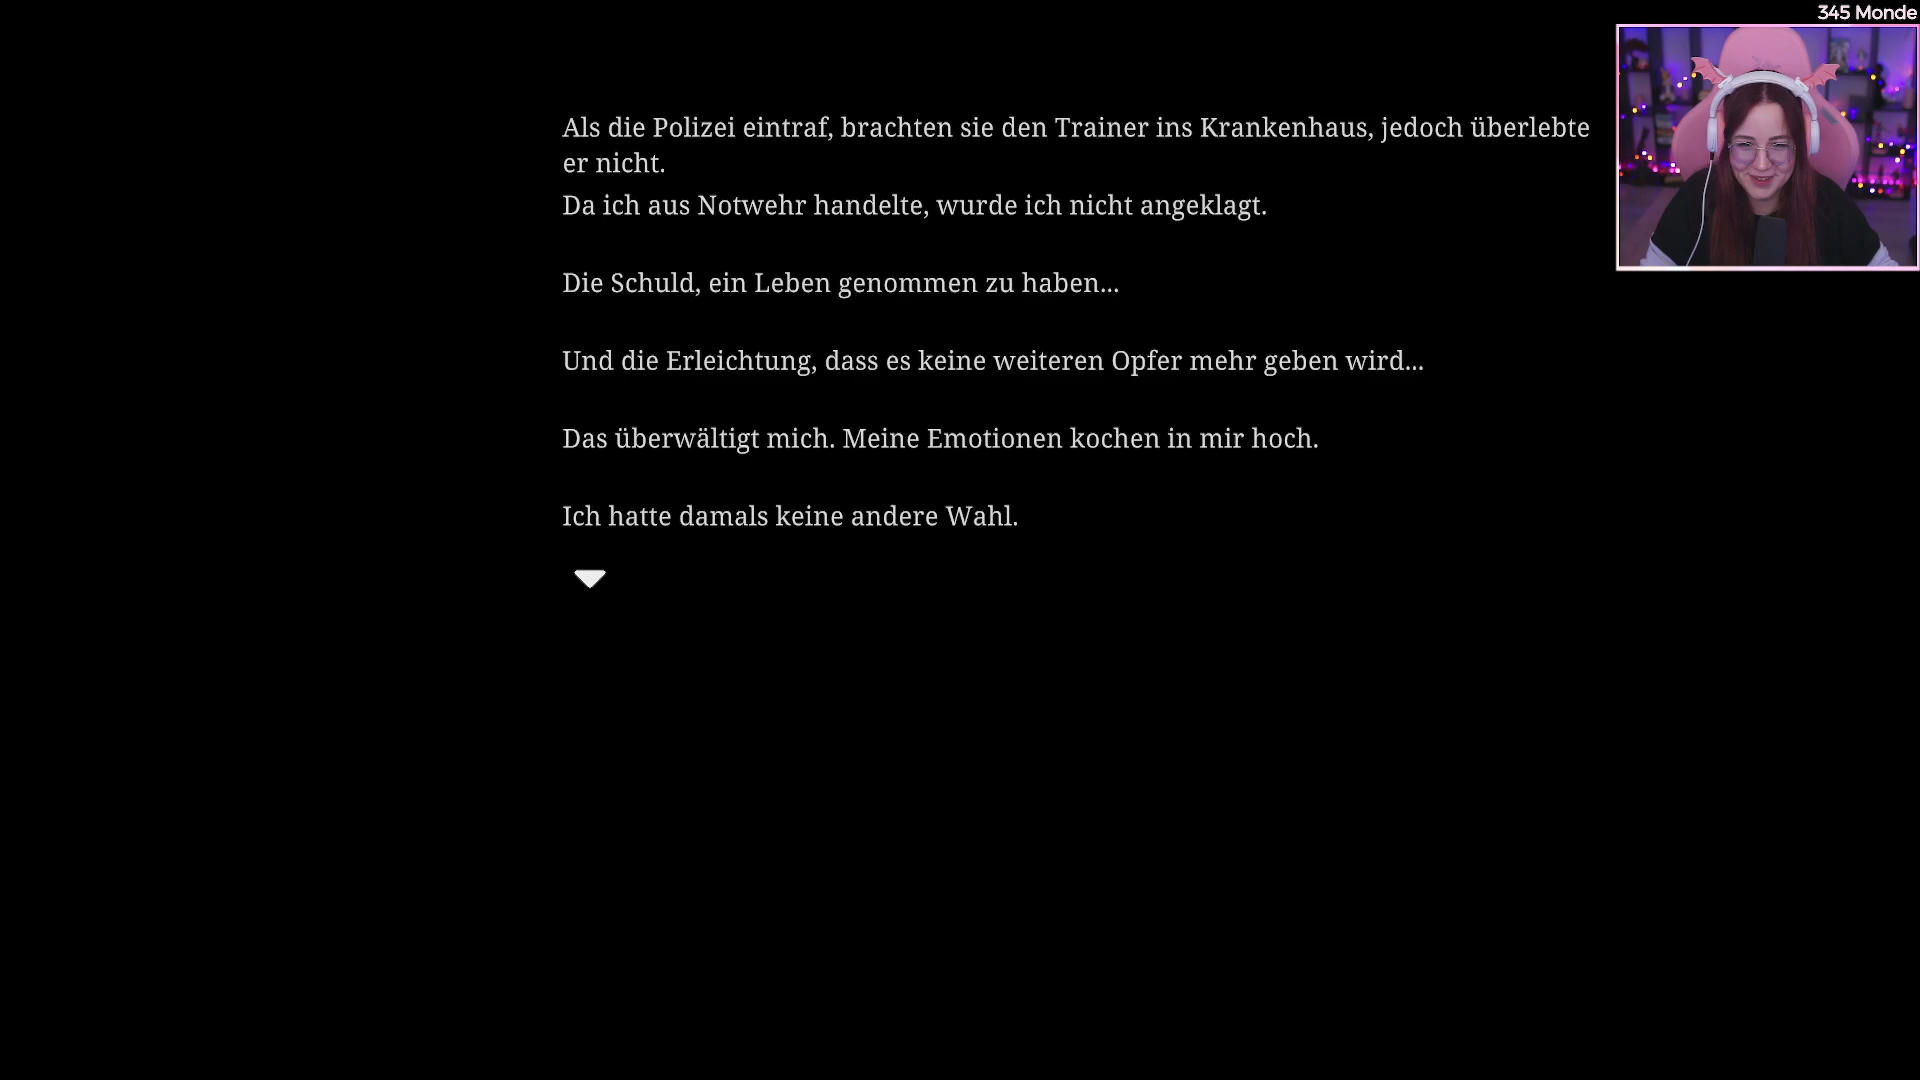 345 Monde
Als die Polizei eintraf, brachten sie den Trainer ins Krankenhaus, jedoch überlebte
er nicht.
Da ich aus Notwehr handelte, wurde ich nicht angeklagt.
Die Schuld, ein Leben genommen zu haben...
Und die Erleichtung, dass es keine weiteren Opfer mehr geben wird...
Das überwältigt mich. Meine Emotionen kochen in mir hoch.
Ich hatte damals keine andere Wahl.